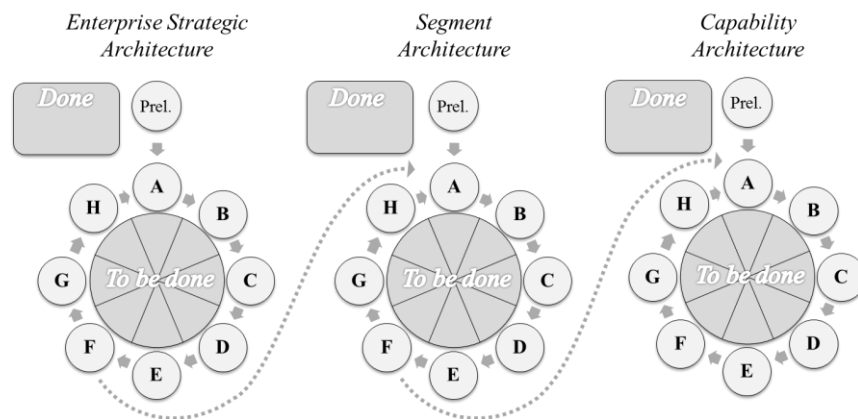 Enterprise Strategic
Architecture
Segment
Architecture
Capability
Architecture
Done
Prel.
Done
Prel.
Done
Prel.
A
B
C
D
E
F
G
H
To be done
A
B
C
D
E
F
G
H
To be done
A
B
C
D
E
F
G
H
To be done